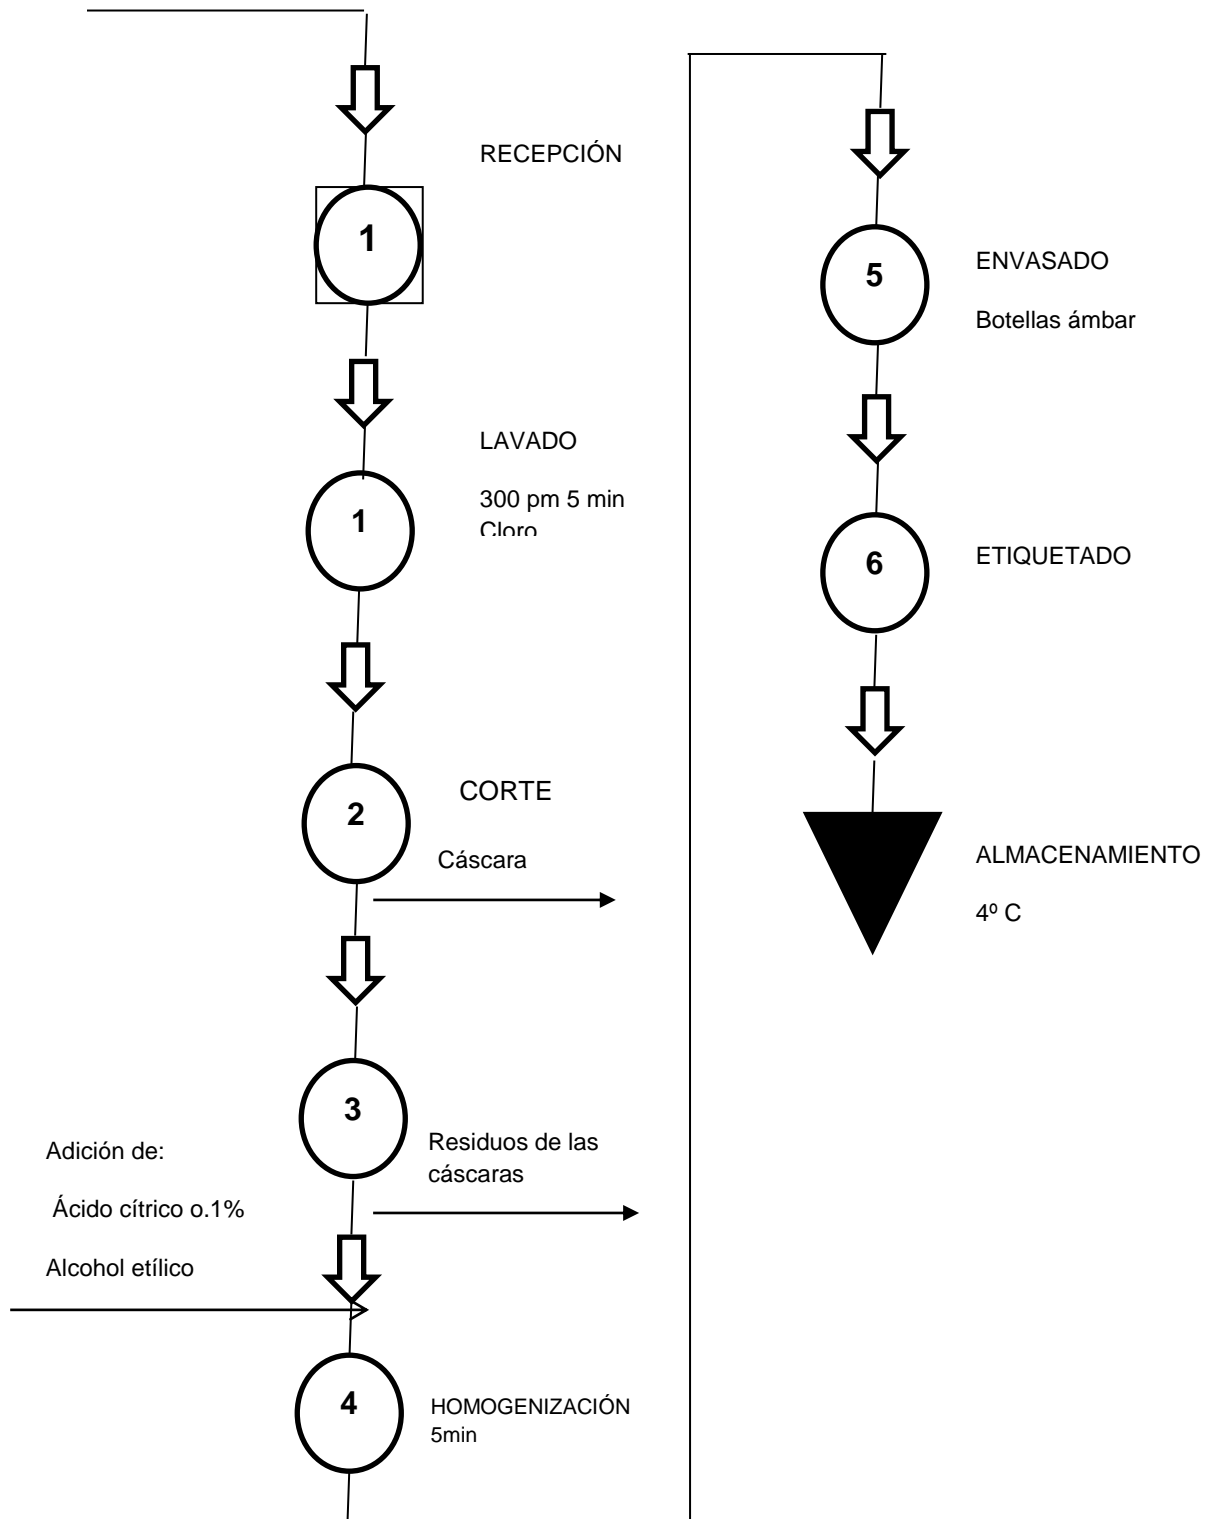 RECEPCIÓN
1
LAVADO
300 pm 5 min
Cloro
1
CORTE
2
Cáscara
3
Residuos de las
cáscaras
Adición de:
Ácido cítrico o.1%
Alcohol etílico
4
HOMOGENIZACIÓN
5min
5
ENVASADO
Botellas ámbar
6
ETIQUETADO
ALMACENAMIENTO
4º C